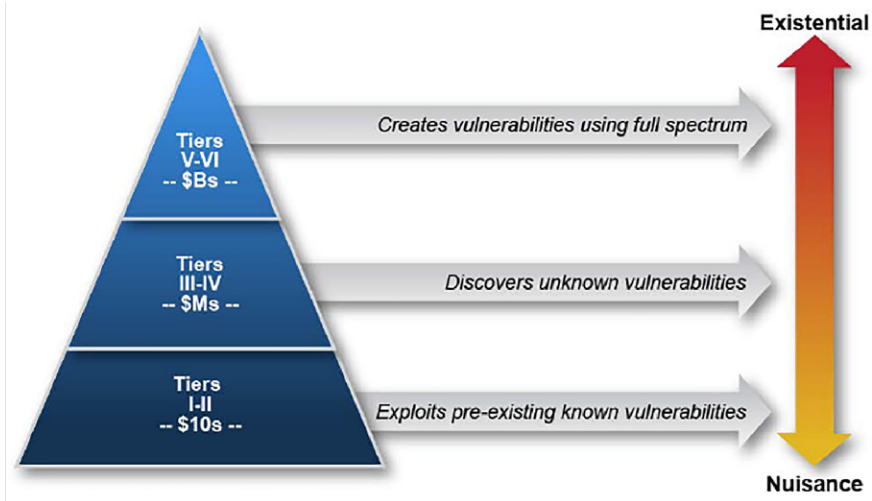 Existential
Creates vulnerabilities using full spectrum
Tiers
V-VI
-- $Bs --
Tiers
III-IV
-- $Ms --
Discovers unknown vulnerabilities
Tiers
I-II
-- $10s --
Exploits pre-existing known vulnerabilities
Nuisance